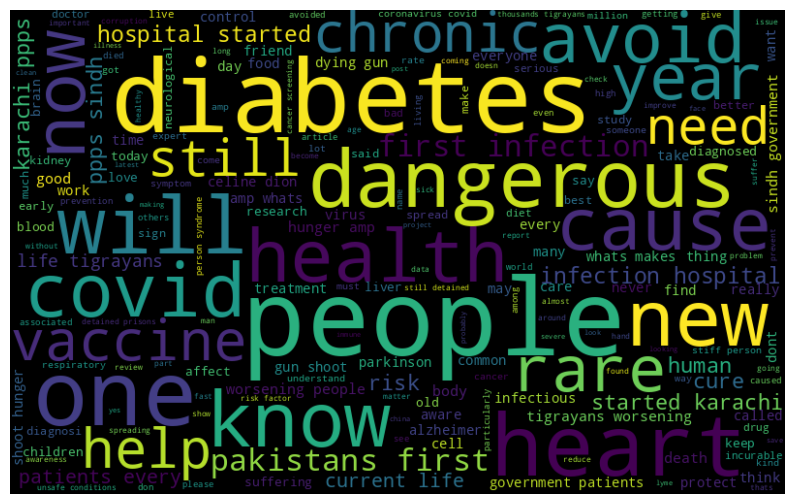 important
corruption
live
control
coronavirus covid
avoided
thousands tigrayans
million
getting
give
hospital started
chronic
avoid
year
issue
died
dying gun
friend
rate
everyone
serious
want
doctor
illness
got
day
food
clean
long
coming
doesn
check
now
karachi ppps
ppps sindh
brain
neurological
cancer screening
diabetes
high
improve
face
amp
bad
living
post
make
even
need
sindh government
healthy
time
expert
article
age
study
someone
better
still
first infection
latest
today
come
lot
become
said
take
diagnosed
much
kidney
love
good
symptom
celine dion
name
sick
dangerous
say
suffer
work
making
prevention
amp whats
project
early
others
virus
spread
diet
best
blood
sign
research
report
every
cause
without
will
person syndrome
hunger amp
prevent
health
many
whats makes thing
life tigrayans
data
world
problem
treatment
must
liver
still detained
may
care
never
find
really
infection hospital
among
almost
covid
associated
detained prisons
man
people
new
around
dont
gun shoot
parkinson
common
look
hand
stiff person
vaccine
respiratory
affect
severe
rare
human
going
review
part
understand
found
way
caused
worsening people
cancer
one
fast
risk
body
cure
yes
show
risk factor
matter
old
infectious
started karachi
know
spreading
aware
china
drug
shoot hunger
help
cell
alzheimer
particularly
tigrayans worsening
called
diagnosi
children
see
heart
keep
awareness
pakistans first
death
incurable
kind
patients every
suffering
current life
reduce
protect
think
unsafe conditions
don
please
government patients
lyme
thats